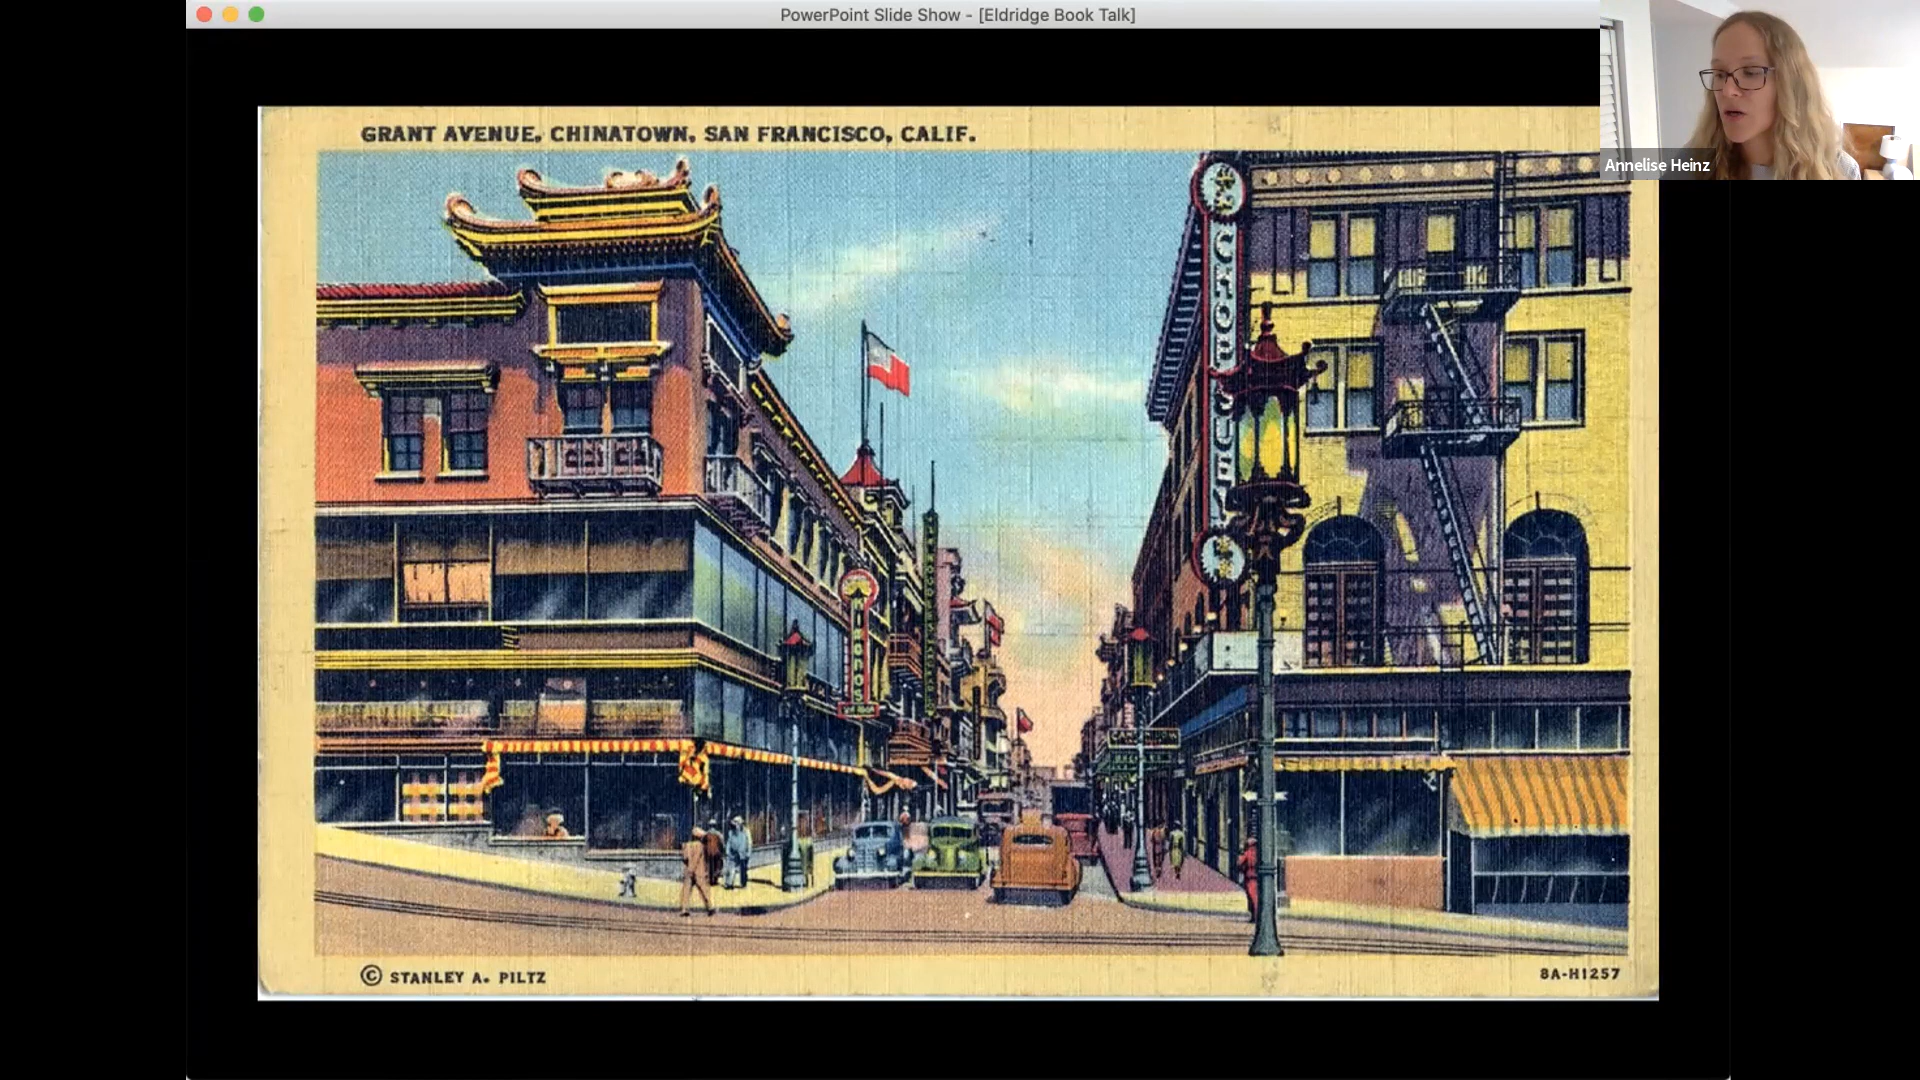 PowerPoint Slide Show - [Eldridge Book Talk]
Annelise Heinz
GRANT AVENUE, CHINATOWN, SAN FRANCISCO, CALIF.
CHOP SUEY
© STANLEY A. PILTZ
8A-H1257